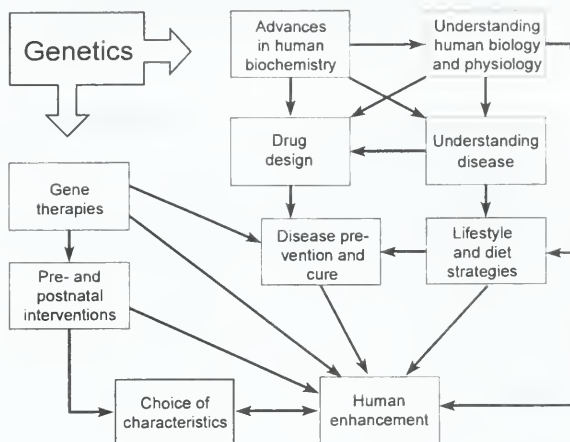 Genetics
Advances
in human
biochemistry
Understanding
human biology
and physiology
Drug
design
Understanding
disease
Gene
therapies
Disease pre-
vention and
cure
Lifestyle
and diet
strategies
Pre- and
postnatal
interventions
Choice of
characteristics
Human
enhancement